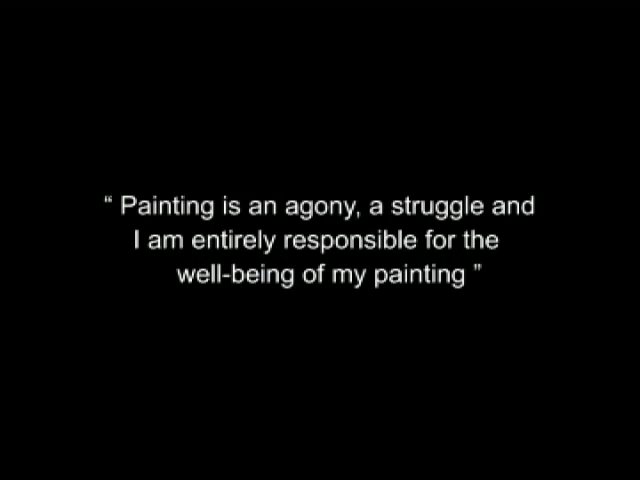 “ Painting is an agony, a struggle and
I am entirely responsible for the
well-being of my painting ”